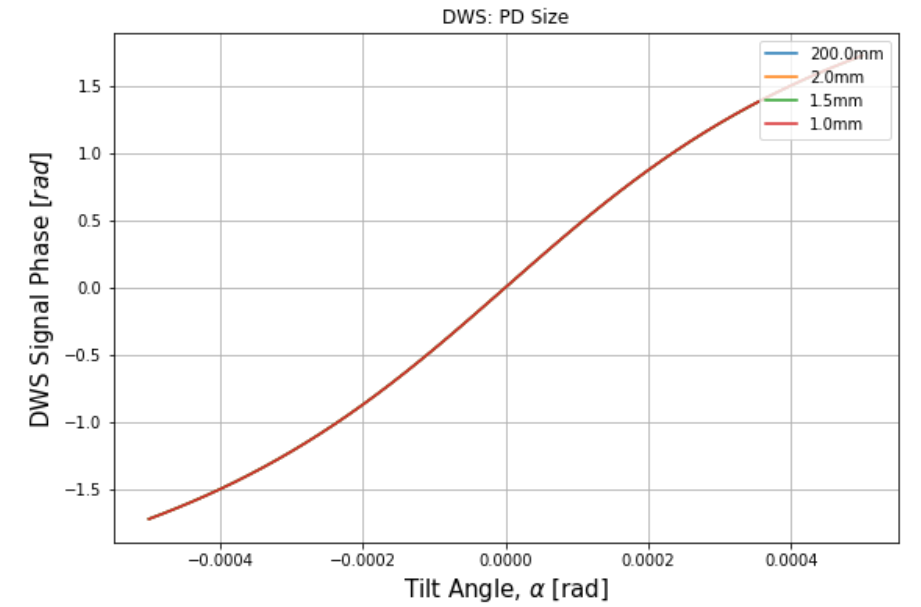 DWS: PD Size
200.0mm
2.0mm
1.5mm
1.0mm
1.5
1.0
0.5
0.0
−0.5
−1.0
−1.5
DWS Signal Phase [rad]
−0.0004
−0.0002
0.0000
0.0002
0.0004
Tilt Angle, α [rad]